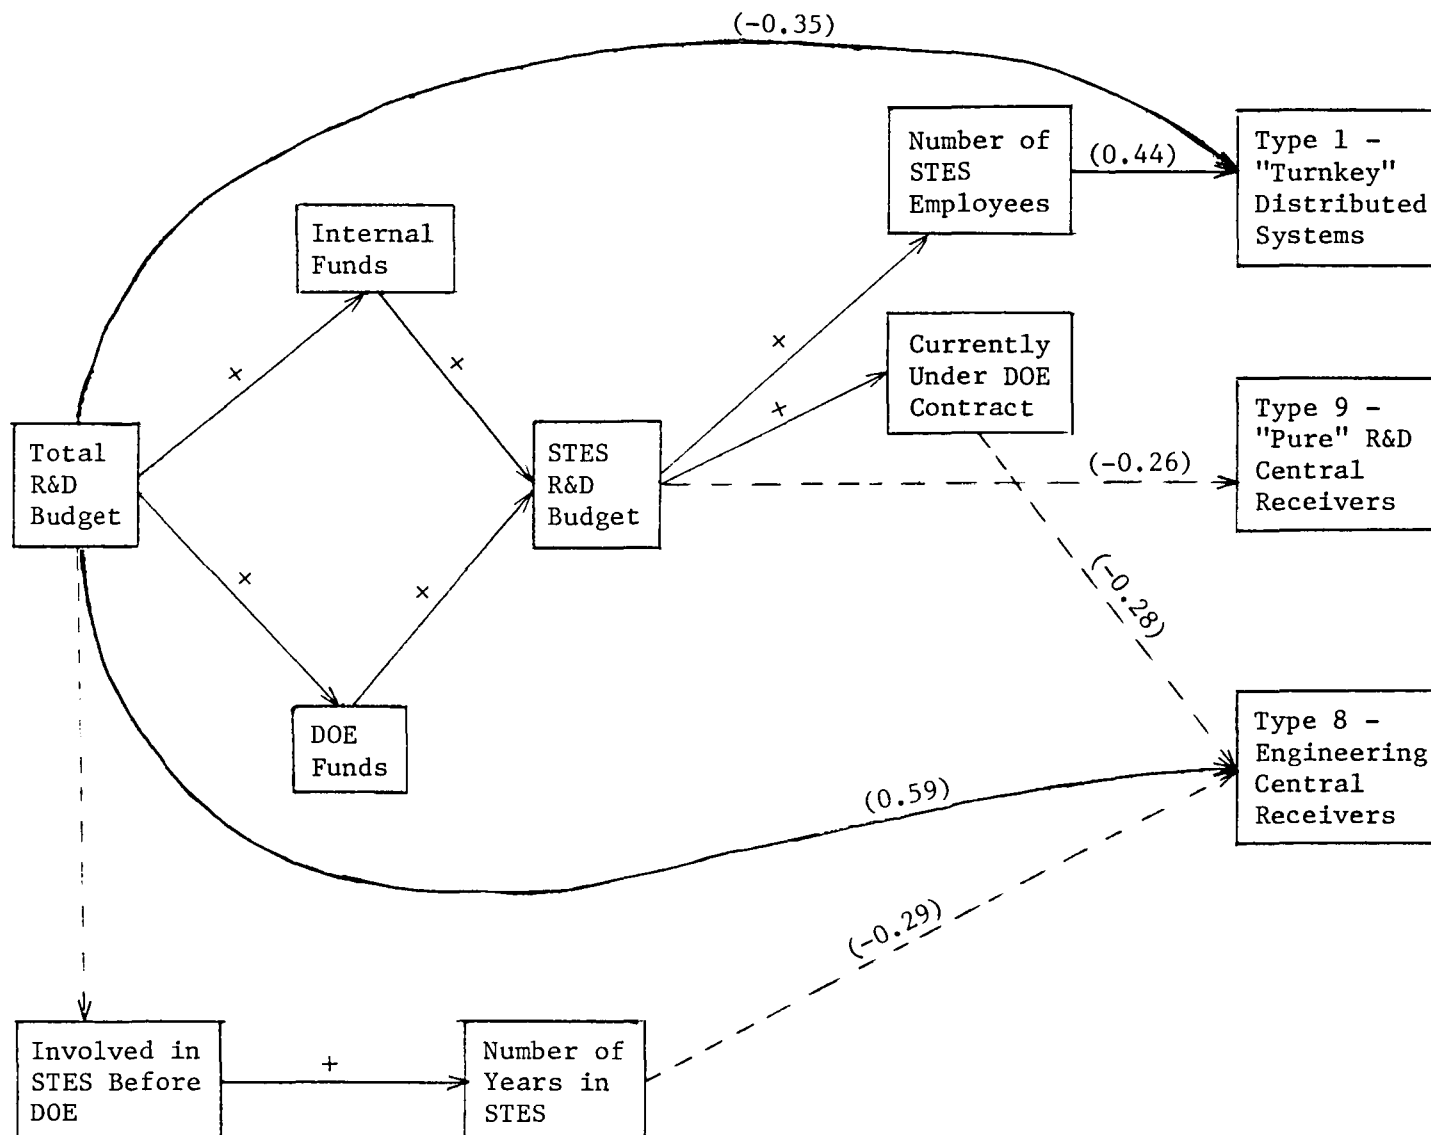 (-0.35)
Number of
STES
Employees
(0.44)
Type 1 -
"Turnkey"
Distributed
Systems
Internal
Funds
×
×
×
+
Currently
Under DOE
Contract
Type 9 -
"Pure" R&D
Central
Receivers
Total
R&D
Budget
STES
R&D
Budget
(-0.26)
×
×
(-0.28)
DOE
Funds
Type 8 -
Engineering
Central
Receivers
(0.59)
(-0.29)
Involved in
STES Before
DOE
+
Number of
Years in
STES